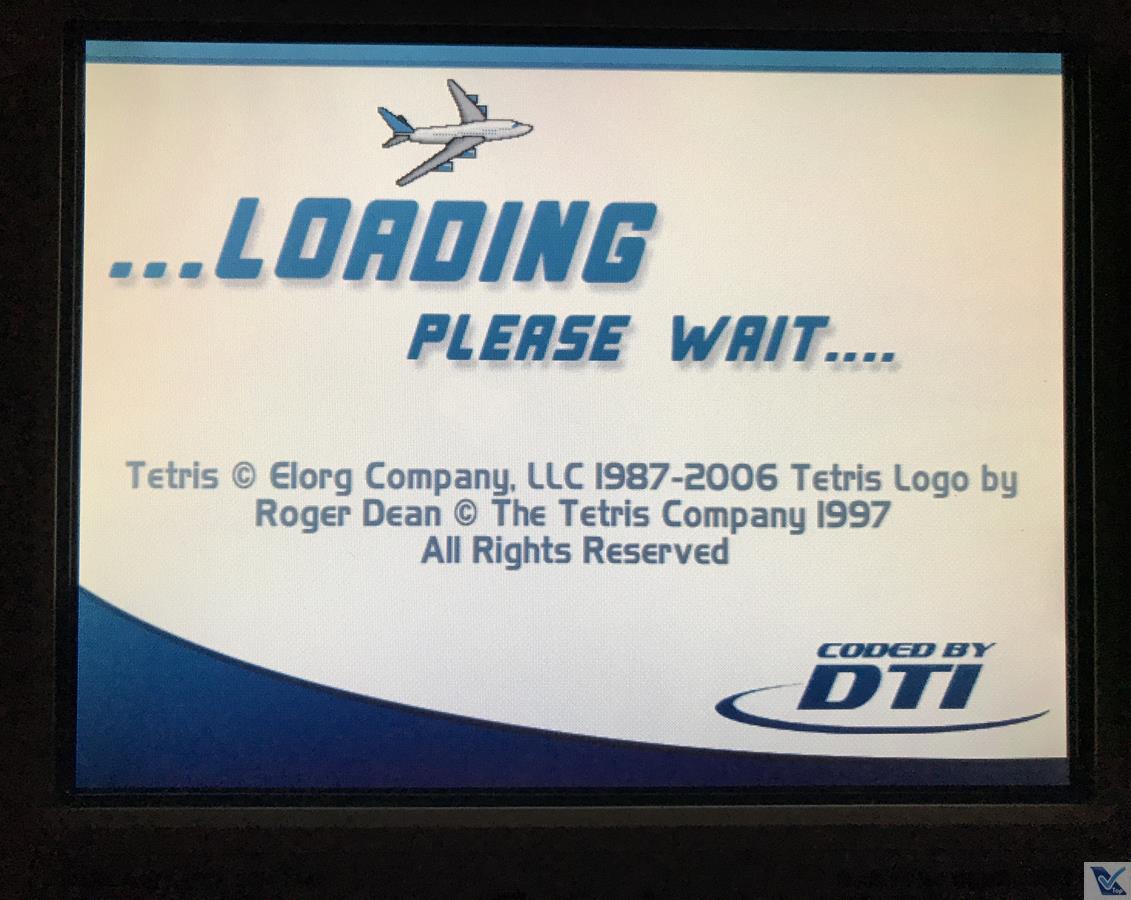 ...LOADING
PLEASE WAIT....
Tetris © Elorg Company, LLC 1987-2006 Tetris Logo by
Roger Dean © The Tetris Company 1997
All Rights Reserved
CODED BY
DTI
Top